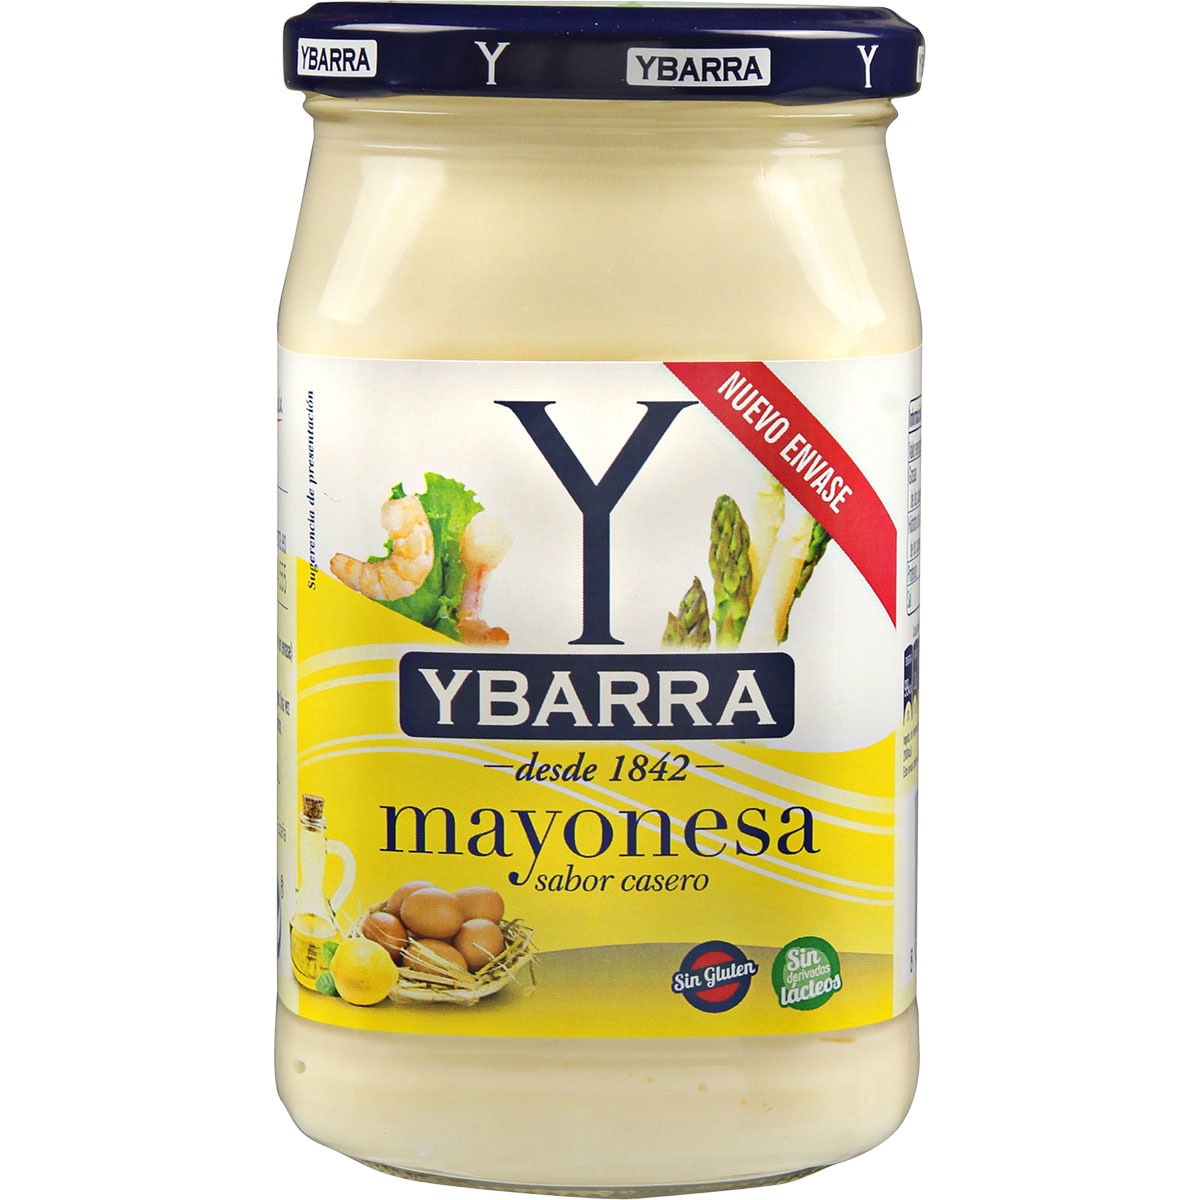 YBARRA Y YBARRA Y
NUEVO ENVASE
Sugerencia de presentación
Y
YBARRA
desde 1842
mayonesa
sabor casero
Sin Gluten
Sin
derivados
lácteos